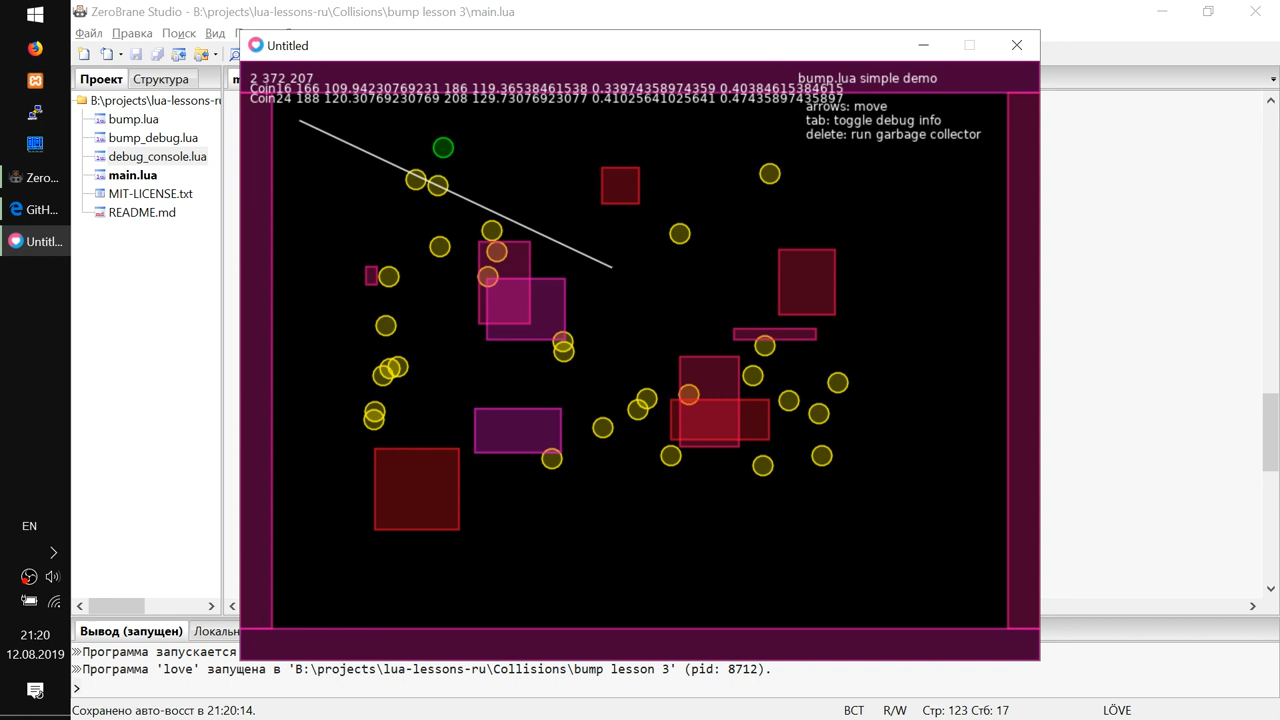 ZeroBrane Studio - B:\projects\lua-lessons-ru\Collisions\bump lesson 3\main.lua
Файл Правка Поиск Вид
Проект Структура
B:\projects\lua-lessons-ru
bump.lua
bump_debug.lua
debug_console.lua
main.lua
MIT-LICENSE.txt
README.md
Zero...
GitH...
Untitl...
EN
21:20
12.08.2019
Untitled
2 372 207
bump.lua simple demo
Coin16 166 109.94230769231 186 119.36538461538 0.33974358974359 0.40384615384615
Coin24 188 120.30769230769 208 129.73076923077 0.41025641025641 0.47435897435897
arrows: move
tab: toggle debug info
delete: run garbage collector
Вывод (запущен) Локальн
Программа запускается
Программа 'love' запущена в 'B:\projects\lua-lessons-ru\Collisions\bump lesson 3' (pid: 8712).
>
Сохранено авто-восст в 21:20:14.
ВСТ R/W Стр: 123 Стб: 17 LÖVE